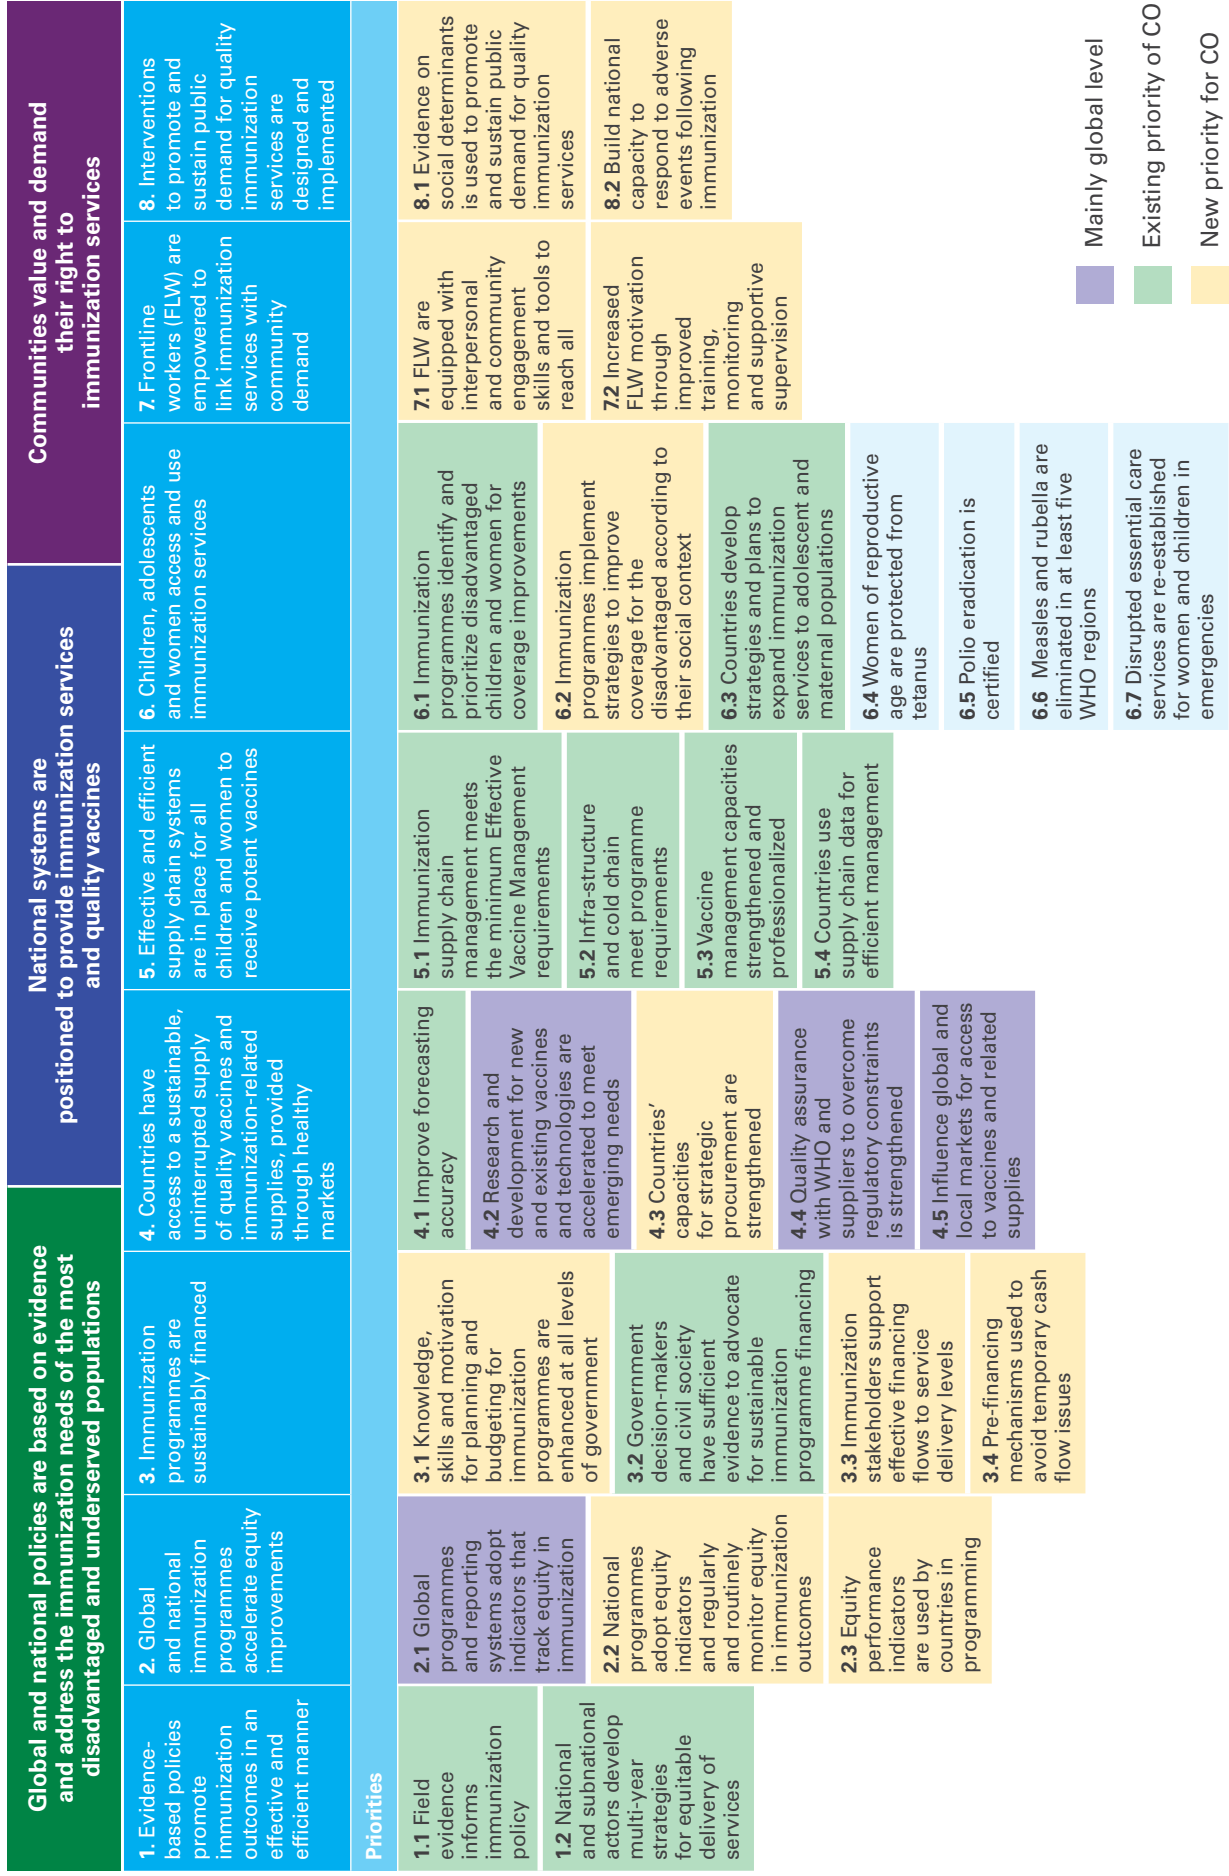 Global and national policies are based on evidence
and address the immunization needs of the most
disadvantaged and underserved populations
National systems are
positioned to provide immunization services
and quality vaccines
Communities value and demand
their right to
immunization services
1. Evidence-
based policies
promote
immunization
outcomes in an
effective and
efficient manner
2. Global
and national
immunization
programmes
accelerate equity
improvements
3. Immunization
programmes are
sustainably financed
4. Countries have
access to a sustainable,
uninterrupted supply
of quality vaccines and
immunization-related
supplies, provided
through healthy
markets
5. Effective and efficient
supply chain systems
are in place for all
children and women to
receive potent vaccines
6. Children, adolescents
and women access and use
immunization services
7. Frontline
workers (FLW) are
empowered to
link immunization
services with
community
demand
8. Interventions
to promote and
sustain public
demand for quality
immunization
services are
designed and
implemented
Priorities
1.1 Field
evidence
informs
immunization
policy
1.2 National
and subnational
actors develop
multi-year
strategies
for equitable
delivery of
services
2.1 Global
programmes
and reporting
systems adopt
indicators that
track equity in
immunization
2.2 National
programmes
adopt equity
indicators
and regularly
and routinely
monitor equity
in immunization
outcomes
2.3 Equity
performance
indicators
are used by
countries in
programming
3.1 Knowledge,
skills and motivation
for planning and
budgeting for
immunization
programmes are
enhanced at all levels
of government
3.2 Government
decision-makers
and civil society
have sufficient
evidence to advocate
for sustainable
immunization
programme financing
3.3 Immunization
stakeholders support
effective financing
flows to service
delivery levels
3.4 Pre-financing
mechanisms used to
avoid temporary cash
flow issues
4.1 Improve forecasting
accuracy
4.2 Research and
development for new
and existing vaccines
and technologies are
accelerated to meet
emerging needs
4.3 Countries’
capacities
for strategic
procurement are
strengthened
4.4 Quality assurance
with WHO and
suppliers to overcome
regulatory constraints
is strengthened
4.5 Influence global and
local markets for access
to vaccines and related
supplies
5.1 Immunization
supply chain
management meets
the minimum Effective
Vaccine Management
requirements
5.2 Infra-structure
and cold chain
meet programme
requirements
5.3 Vaccine
management capacities
strengthened and
professionalized
5.4 Countries use
supply chain data for
efficient management
6.1 Immunization
programmes identify and
prioritize disadvantaged
children and women for
coverage improvements
6.2 Immunization
programmes implement
strategies to improve
coverage for the
disadvantaged according to
their social context
6.3 Countries develop
strategies and plans to
expand immunization
services to adolescent and
maternal populations
6.4 Women of reproductive
age are protected from
tetanus
6.5 Polio eradication is
certified
6.6 Measles and rubella are
eliminated in at least five
WHO regions
6.7 Disrupted essential care
services are re-established
for women and children in
emergencies
7.1 FLW are
equipped with
interpersonal
and community
engagement
skills and tools to
reach all
7.2 Increased
FLW motivation
through
improved
training,
monitoring
and supportive
supervision
8.1 Evidence on
social determinants
is used to promote
and sustain public
demand for quality
immunization
services
8.2 Build national
capacity to
respond to adverse
events following
immunization
Mainly global level
Existing priority of CO
New priority for CO